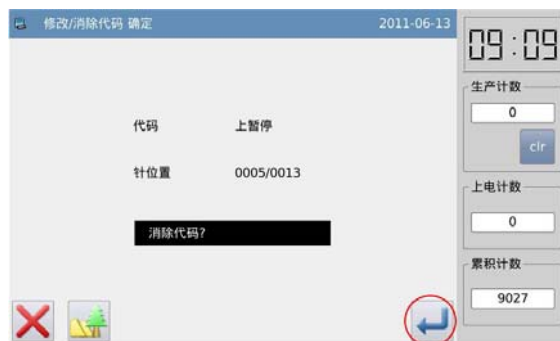 修改/消除代码 确定 2011-06-13
09:09
生产计数
0
clr
代码 上暂停
针位置 0005/0013
消除代码?
上电计数
0
累积计数
9027